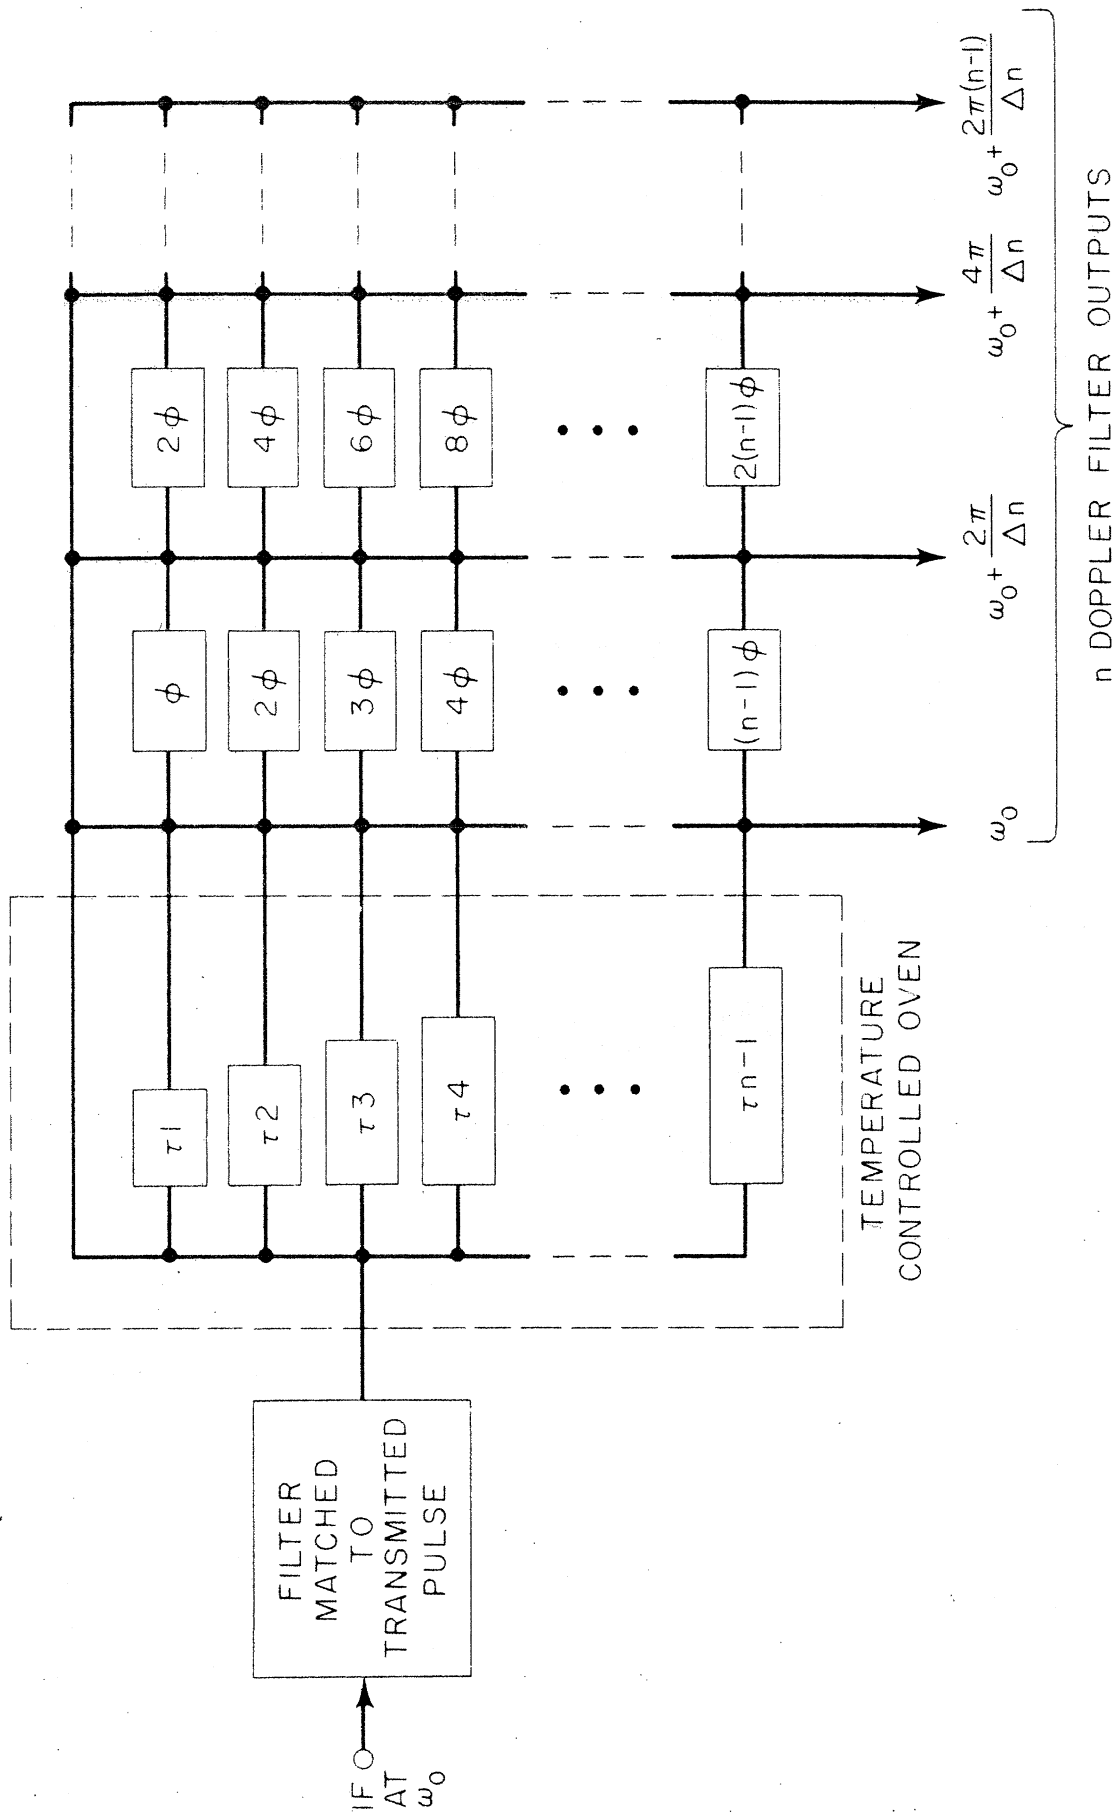 IF
AT
ω₀
FILTER
MATCHED
TO
TRANSMITTED
PULSE
τ1
τ2
τ3
τ4
τn-1
TEMPERATURE
CONTROLLED OVEN
φ
2φ
3φ
4φ
(n-1)φ
2φ
4φ
6φ
8φ
2(n-1)φ
ω₀
ω₀ + 2π/Δn
ω₀ + 4π/Δn
ω₀ + 2π(n-1)/Δn
n DOPPLER FILTER OUTPUTS